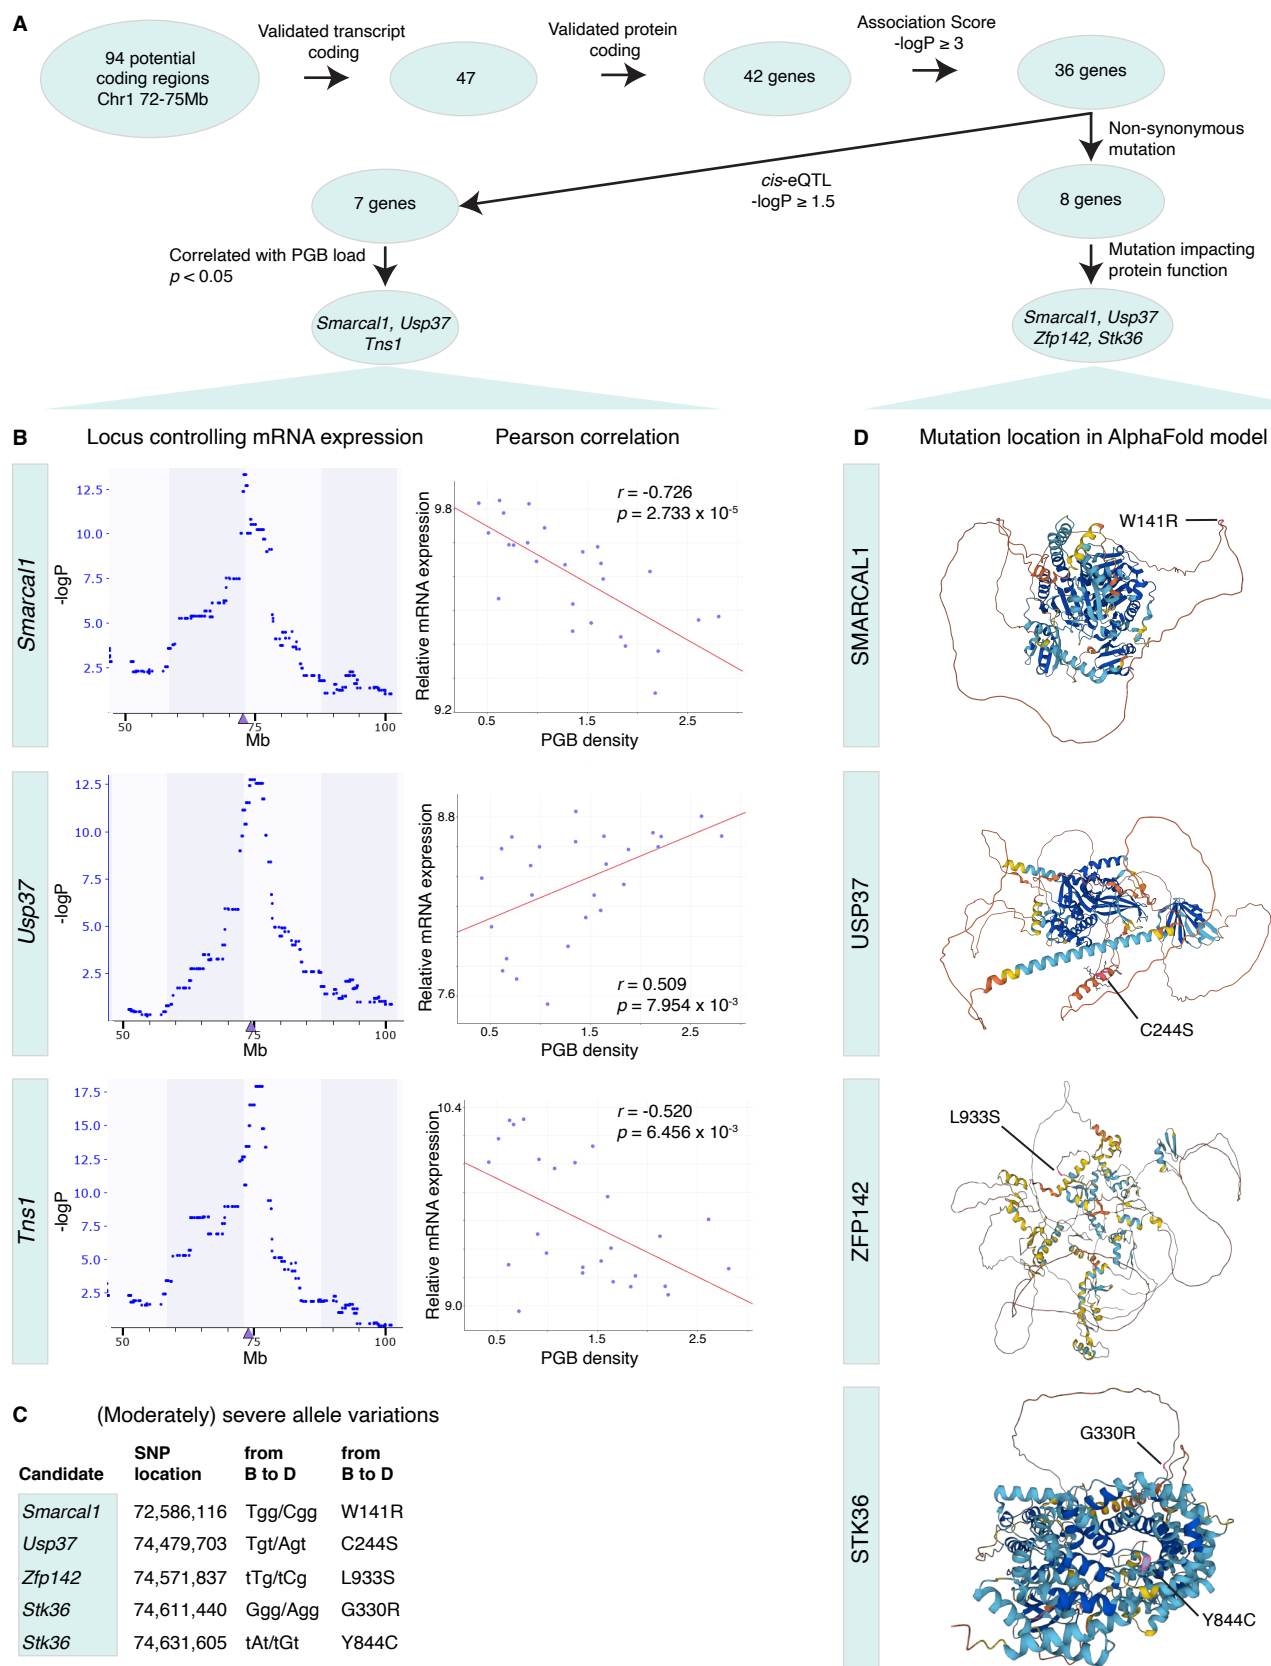 A
94 potential
coding regions
Chr1 72-75Mb
Validated transcript
coding
47
Validated protein
coding
42 genes
Association Score
-logP ≥ 3
36 genes
Non-synonymous
mutation
cis-eQTL
-logP ≥ 1.5
7 genes
8 genes
Correlated with PGB load
p < 0.05
Mutation impacting
protein function
Smarcal1, Usp37
Tns1
Smarcal1, Usp37
Zfp142, Stk36
B
Locus controlling mRNA expression
Pearson correlation
Smarcal1
-logP
12.5
10.0
7.5
5.0
2.5
50
75
100
Mb
Relative mRNA expression
9.8
9.2
r = -0.726
p = 2.733 x 10-5
0.5
1.5
2.5
PGB density
Usp37
-logP
12.5
10.0
7.5
5.0
2.5
50
75
100
Mb
Relative mRNA expression
8.8
7.6
r = 0.509
p = 7.954 x 10-3
0.5
1.5
2.5
PGB density
Tns1
-logP
17.5
15.0
12.5
10.0
7.5
5.0
2.5
50
75
100
Mb
Relative mRNA expression
10.4
9.0
r = -0.520
p = 6.456 x 10-3
0.5
1.5
2.5
PGB density
C
(Moderately) severe allele variations
Candidate SNP location from B to D from B to D
Smarcal1 72,586,116 Tgg/Cgg W141R
Usp37 74,479,703 Tgt/Agt C244S
Zfp142 74,571,837 tTg/tCg L933S
Stk36 74,611,440 Ggg/Agg G330R
Stk36 74,631,605 tAt/tGt Y844C
D
Mutation location in AlphaFold model
SMARCAL1
W141R
USP37
C244S
ZFP142
L933S
STK36
G330R
Y844C